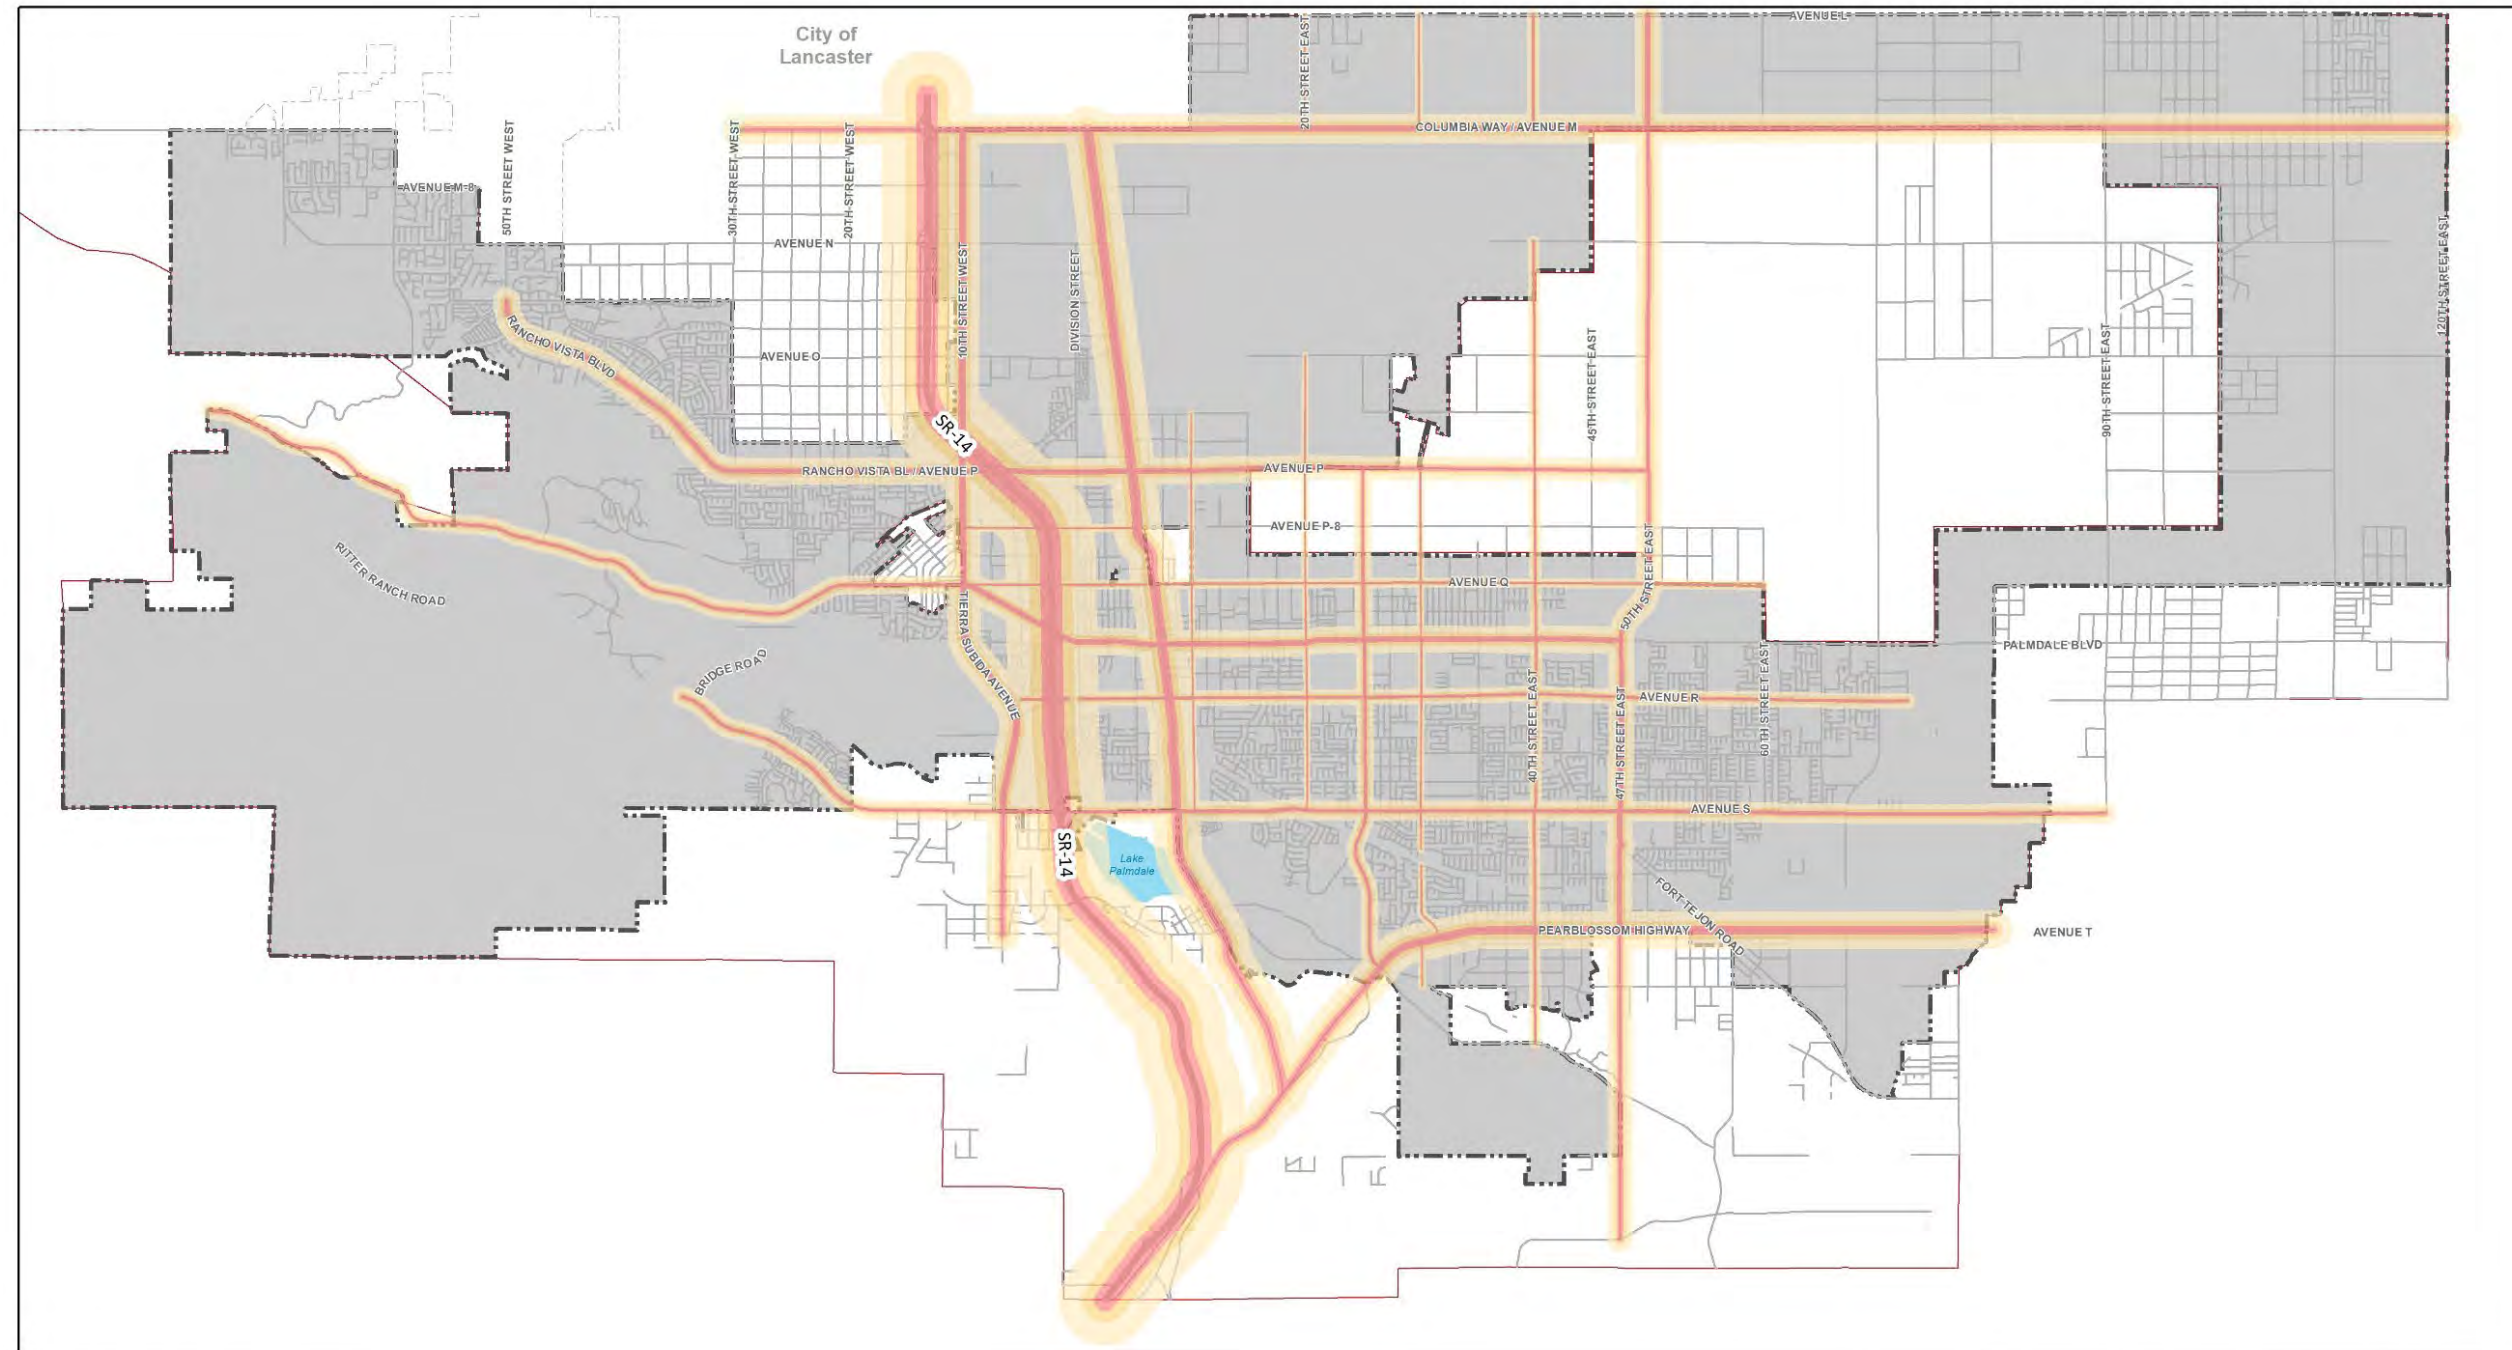 AVENUE L
City of
Lancaster
20TH STREET EAST
COLUMBIA WAY / AVENUE M
50TH STREET WEST
30TH STREET WEST
20TH STREET WEST
AVENUE M-8
AVENUE N
10TH STREET WEST
DIVISION STREET
120TH STREET EAST
RANCHO VISTA BLVD
AVENUE O
45TH STREET EAST
90TH STREET EAST
SR-14
RANCHO VISTA BL / AVENUE P
AVENUE P
AVENUE P-8
RITTER RANCH ROAD
AVENUE Q
50TH STREET EAST
TIERRA SUBIDA AVENUE
PALMDALE BLVD
BRIDGE ROAD
40TH STREET EAST
47TH STREET EAST
AVENUE R
60TH STREET EAST
AVENUE S
SR-14
Lake
Palmdale
FORT TEJON ROAD
PEARBLOSSOM HIGHWAY
AVENUE T